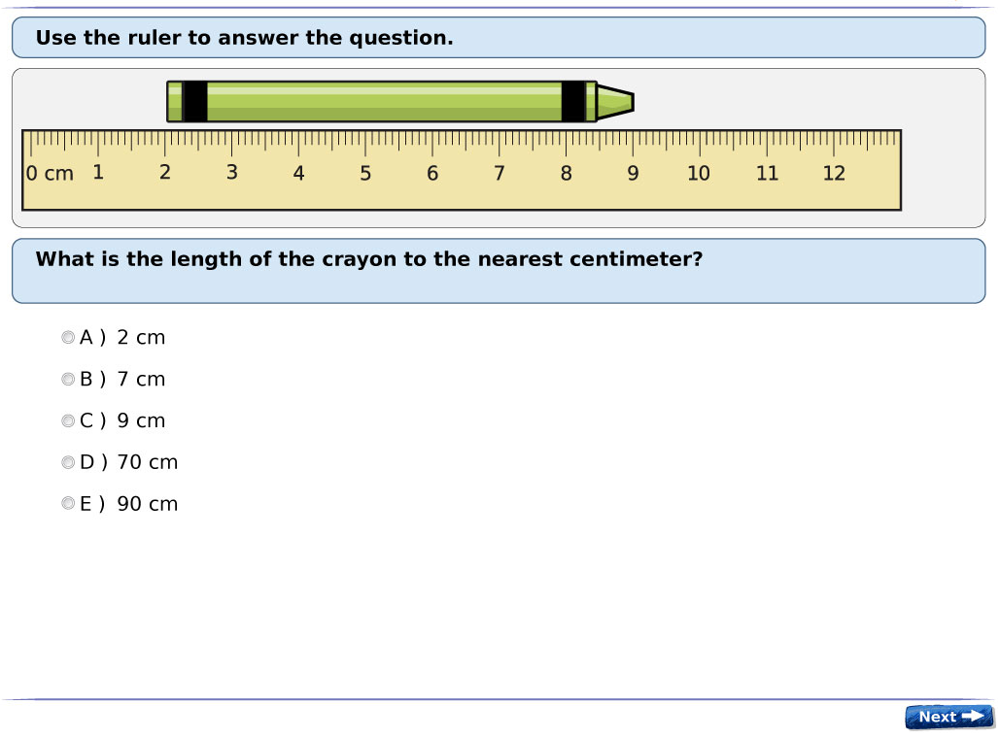 Use the ruler to answer the question.
0 cm 1 2 3 4 5 6 7 8 9 10 11 12
What is the length of the crayon to the nearest centimeter?
A ) 2 cm
B ) 7 cm
C ) 9 cm
D ) 70 cm
E ) 90 cm
Next